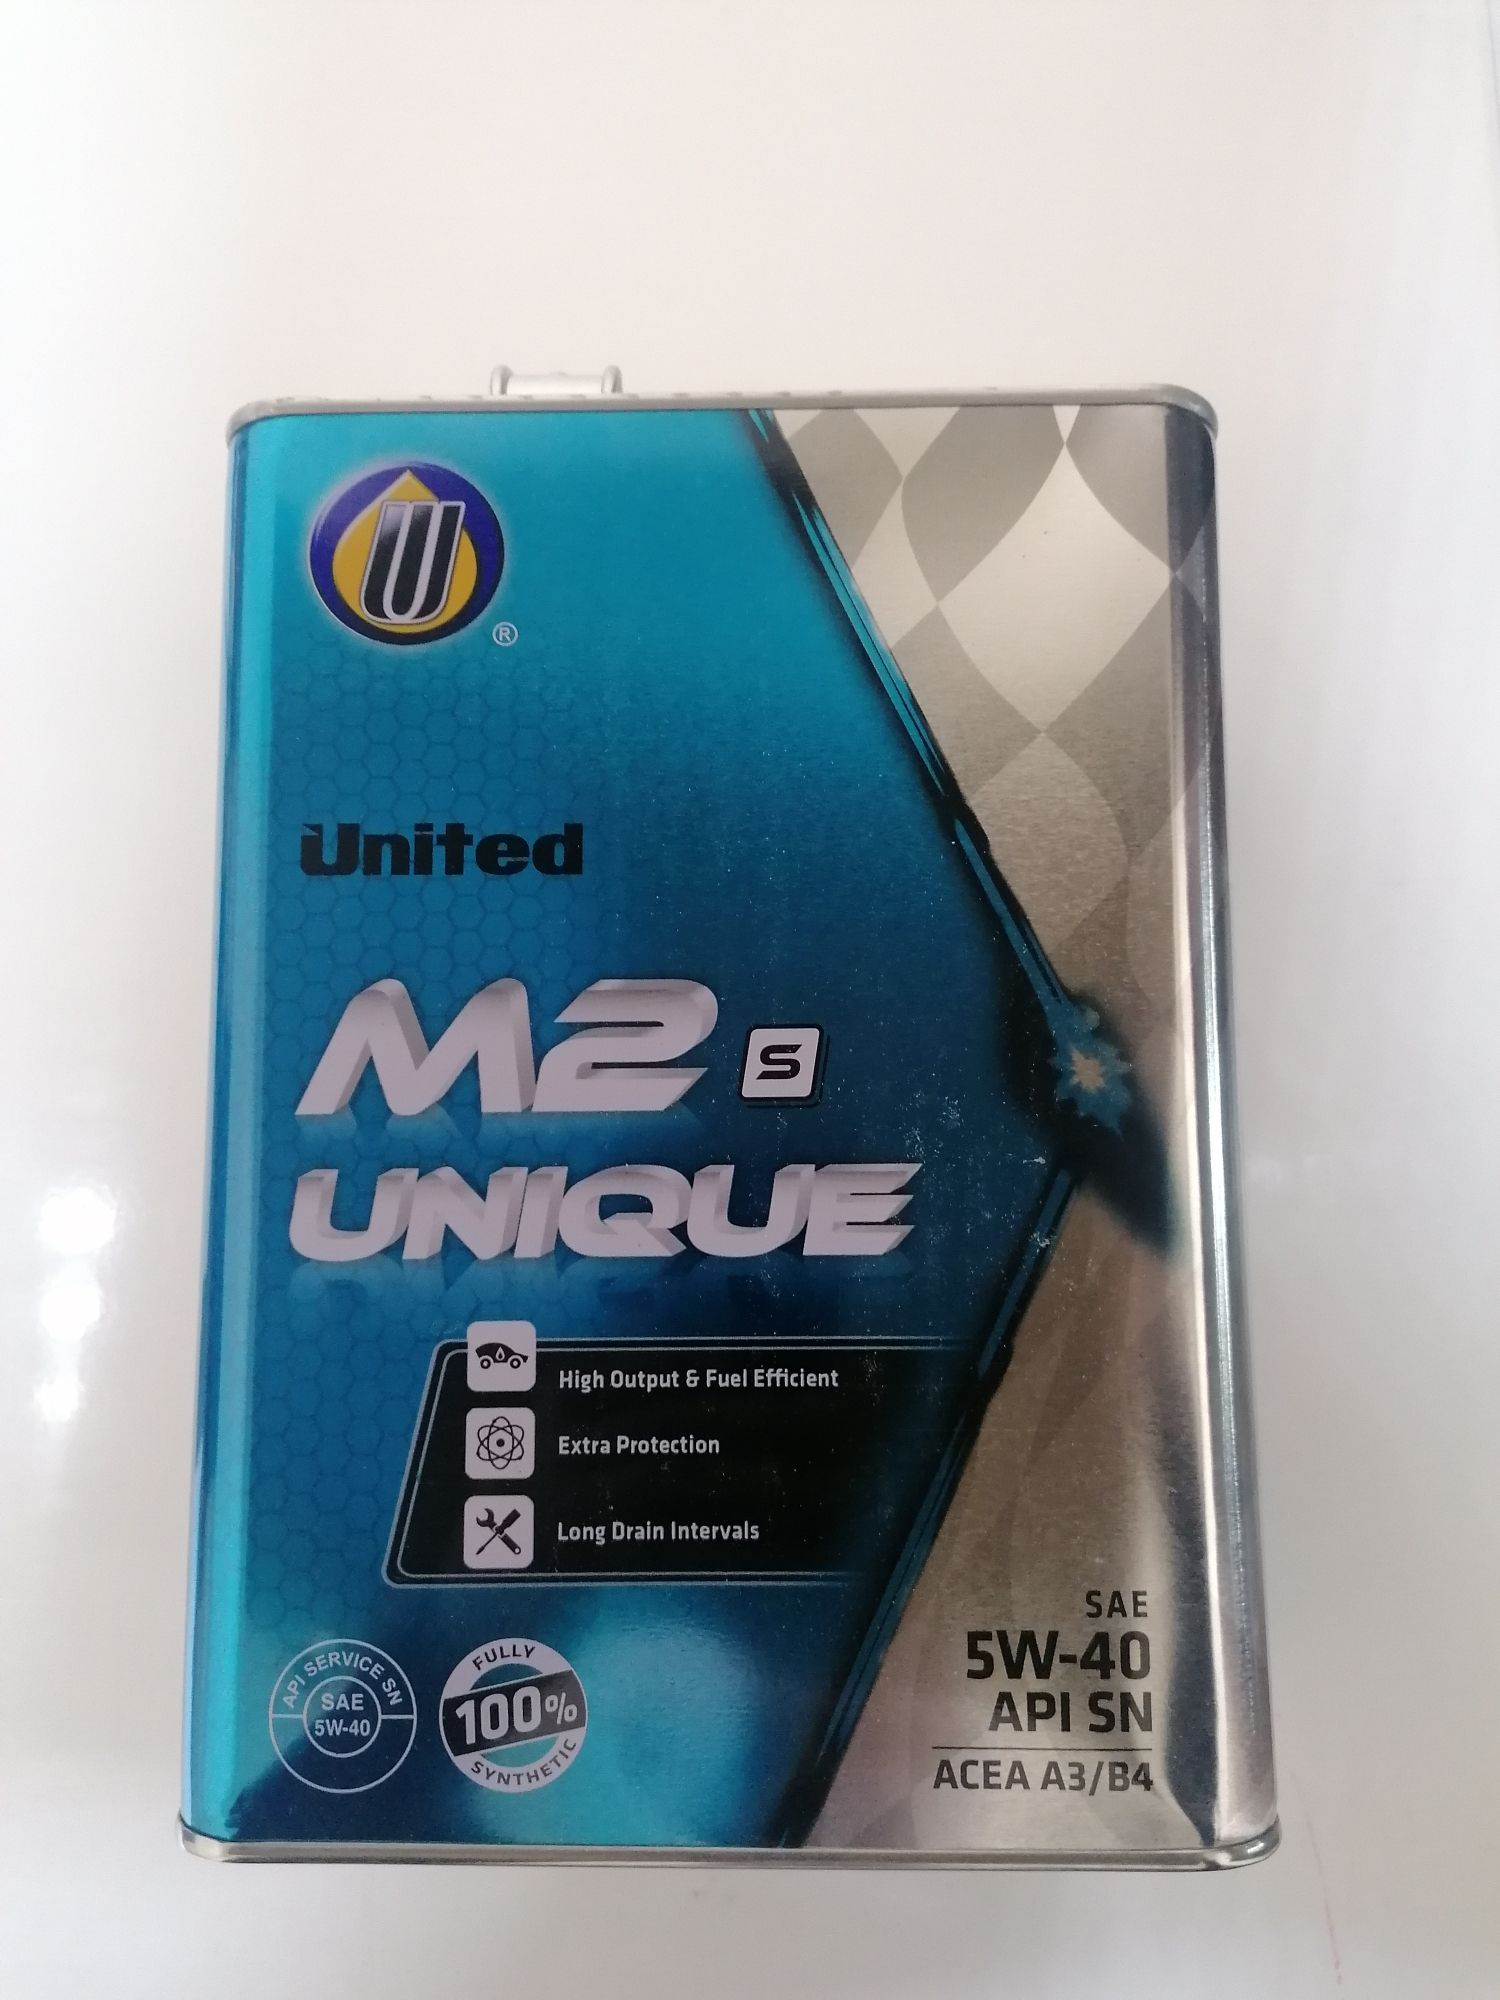 U
®
United
M2 S
UNIQUE
High Output & Fuel Efficient
Extra Protection
Long Drain Intervals
API SERVICE SN
SAE
5W-40
FULLY
100%
SYNTHETIC
SAE
5W-40
API SN
ACEA A3/B4